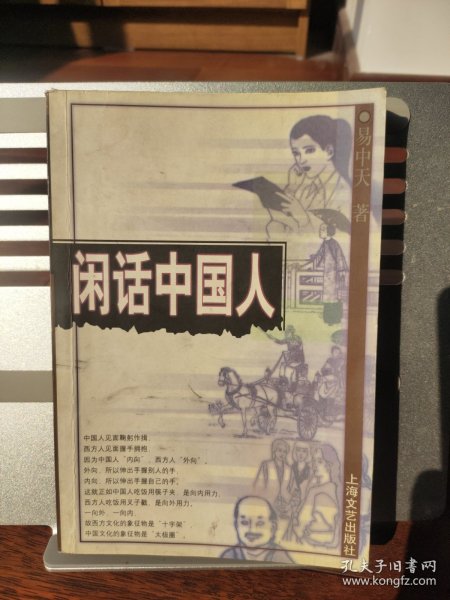 易中天 著
闲话中国人
中国人见面鞠躬作揖,
西方人见面握手拥抱。
因为中国人“内向”, 西方人“外向”。
外向, 所以伸出手握别人的手,
内向, 所以伸出手握自己的手。
这就正如中国人吃饭用筷子夹, 是向内用力,
西方人吃饭用叉子戳, 是向外用力。
一向外, 一向内。
故西方文化的象征物是“十字架”,
中国文化的象征物是“太极图”。
上海文艺出版社
孔夫子旧书网
www.kongfz.com